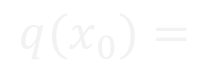 q(x₀) =